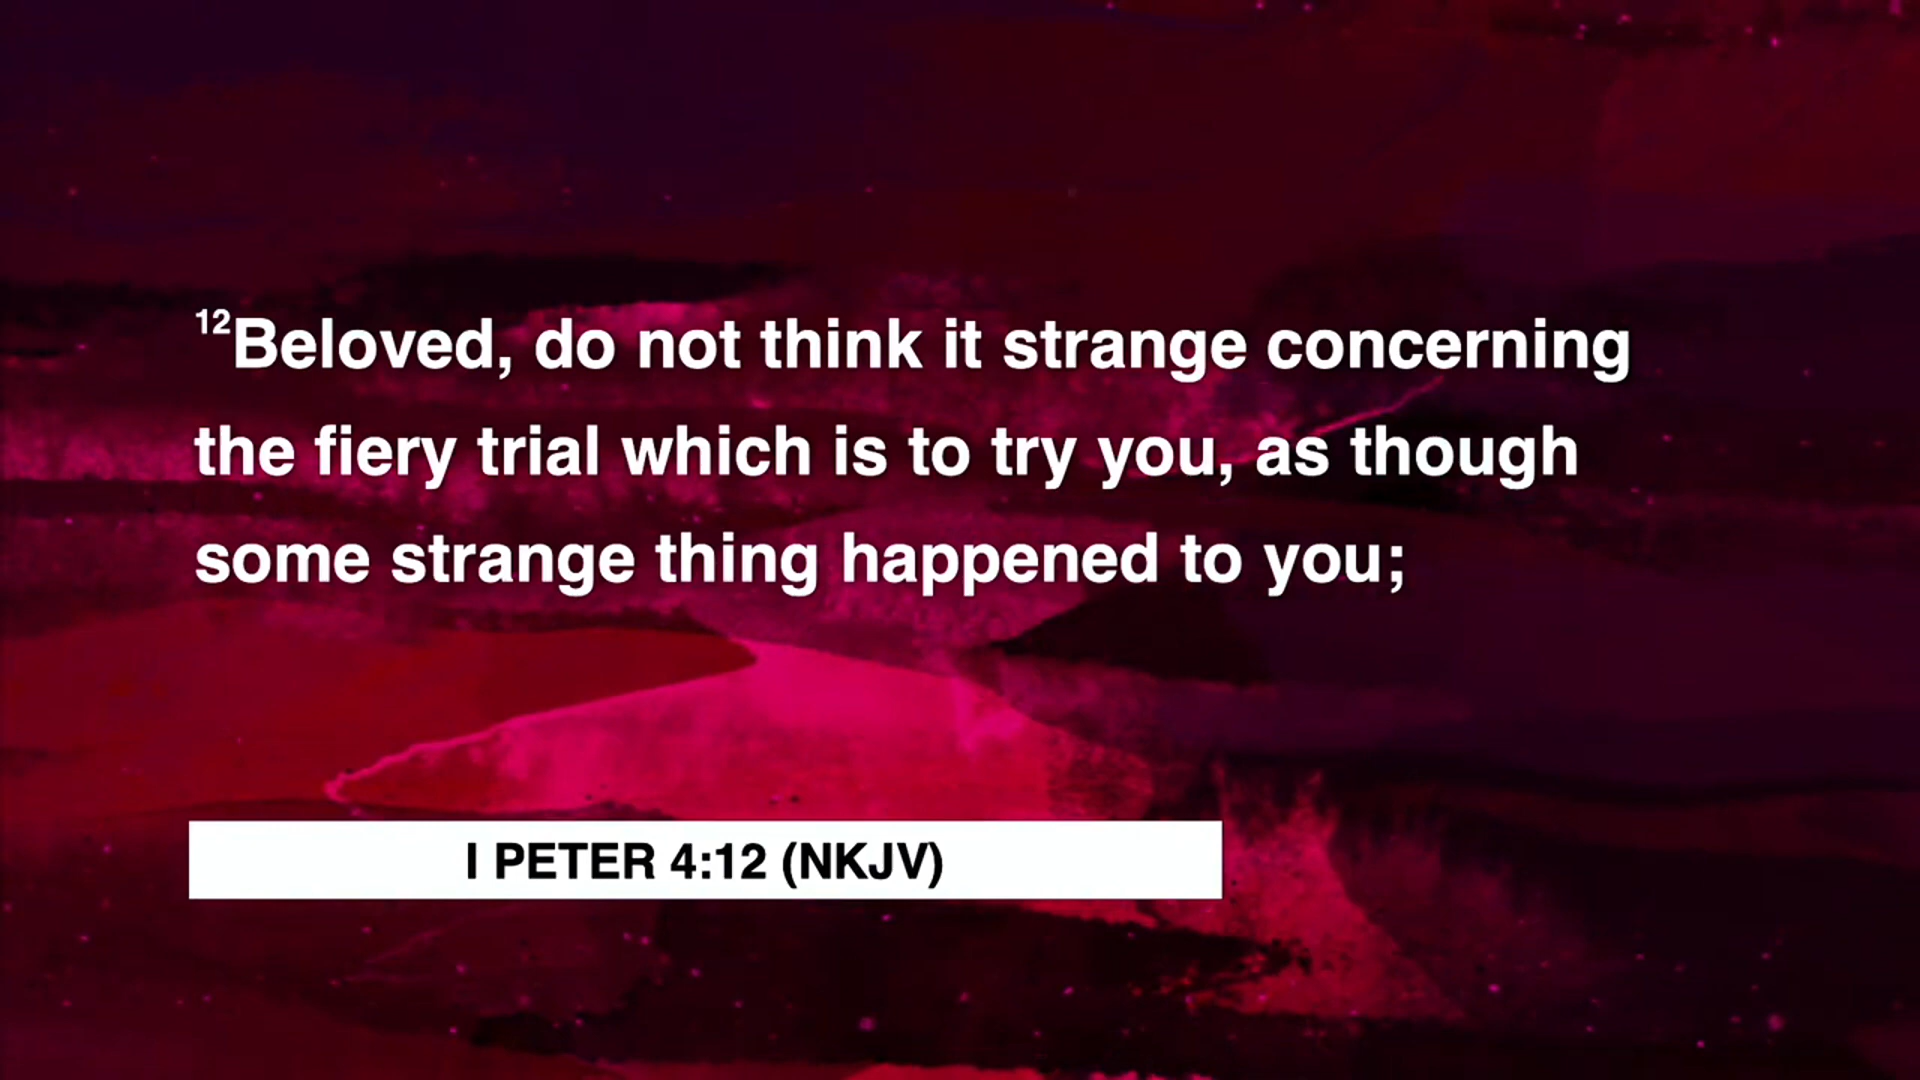 12Beloved, do not think it strange concerning
the fiery trial which is to try you, as though
some strange thing happened to you;
I PETER 4:12 (NKJV)